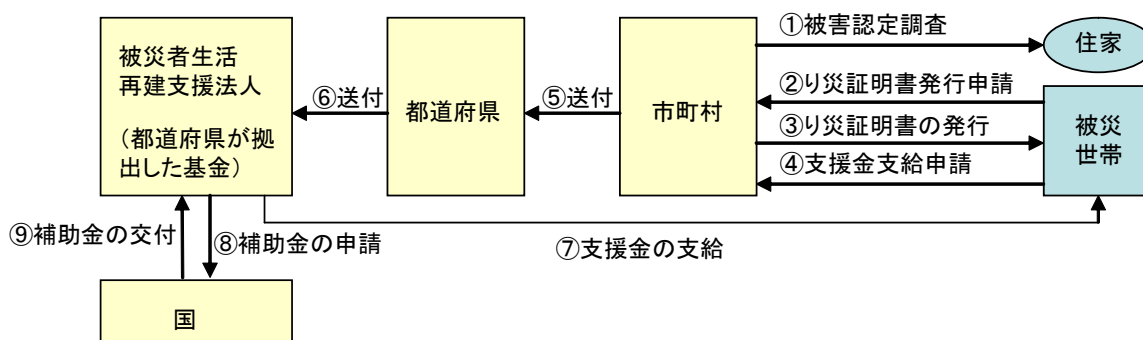 ①被害認定調査
住家
被災者生活
再建支援法人
(都道府県が拠
出した基金)
⑥送付
都道府県
⑤送付
市町村
②り災証明書発行申請
③り災証明書の発行
④支援金支給申請
被災
世帯
⑨補助金の交付
⑧補助金の申請
⑦支援金の支給
国